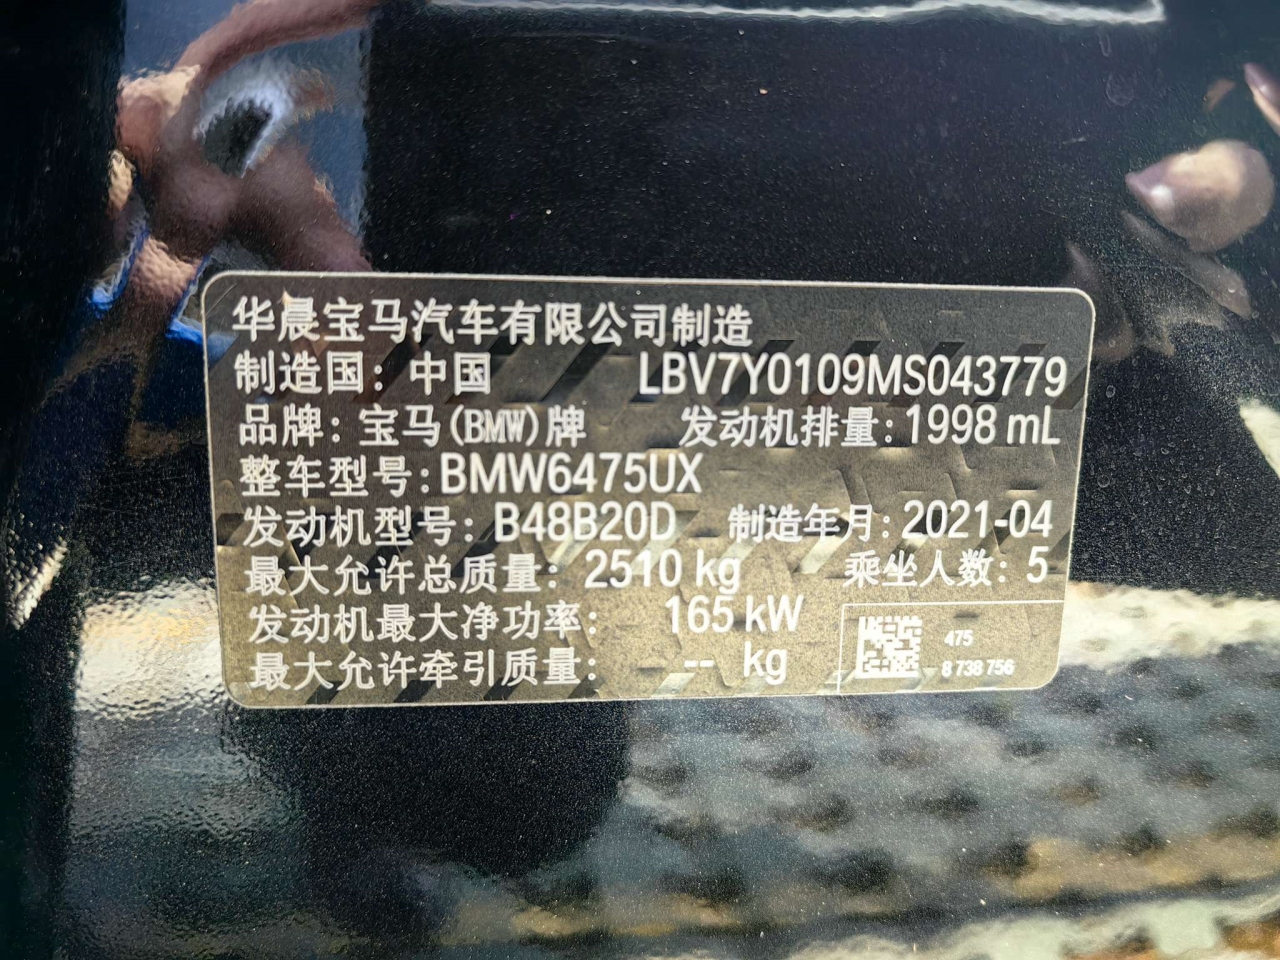 华晨宝马汽车有限公司制造
制造国：中国 LBV7Y0109MS043779
品牌：宝马(BMW)牌 发动机排量：1998 mL
整车型号：BMW6475UX
发动机型号：B48B20D 制造年月：2021-04
最大允许总质量：2510 kg 乘坐人数：5
发动机最大净功率： 165 kW
最大允许牵引质量： -- kg
475
8 738 756